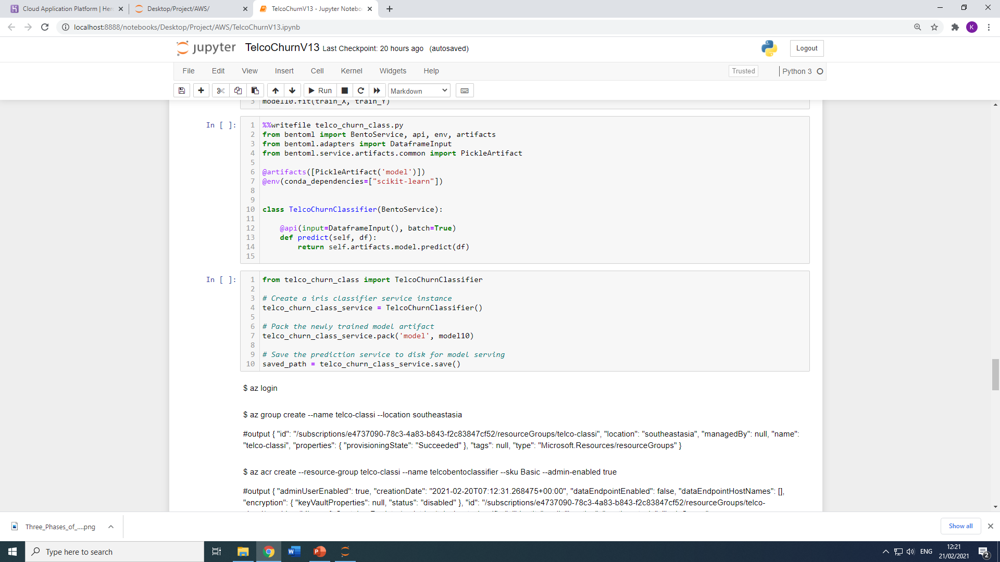 Cloud Application Platform | Her
Desktop/Project/AWS/
TelcoChurnV13 - Jupyter Notebo
localhost:8888/notebooks/Desktop/Project/AWS/TelcoChurnV13.ipynb
K
jupyter TelcoChurnV13 Last Checkpoint: 20 hours ago (autosaved)
Logout
File Edit View Insert Cell Kernel Widgets Help
Trusted Python 3
Run Markdown
3 model10.fit(train_X, train_Y)
In [ ]:
1 %%writefile telco_churn_class.py
2 from bentoml import BentoService, api, env, artifacts
3 from bentoml.adapters import DataframeInput
4 from bentoml.service.artifacts.common import PickleArtifact
5
6 @artifacts([PickleArtifact('model')])
7 @env(conda_dependencies=["scikit-learn"])
8
9
10 class TelcoChurnClassifier(BentoService):
11
12     @api(input=DataframeInput(), batch=True)
13     def predict(self, df):
14         return self.artifacts.model.predict(df)
15
In [ ]:
1 from telco_churn_class import TelcoChurnClassifier
2
3 # Create a iris classifier service instance
4 telco_churn_class_service = TelcoChurnClassifier()
5
6 # Pack the newly trained model artifact
7 telco_churn_class_service.pack('model', model10)
8
9 # Save the prediction service to disk for model serving
10 saved_path = telco_churn_class_service.save()
$ az login
$ az group create --name telco-classi --location southeastasia
#output { "id": "/subscriptions/e4737090-78c3-4a83-b843-f2c83847cf52/resourceGroups/telco-classi", "location": "southeastasia", "managedBy": null, "name":
"telco-classi", "properties": { "provisioningState": "Succeeded" }, "tags": null, "type": "Microsoft.Resources/resourceGroups" }
$ az acr create --resource-group telco-classi --name telcobentoclassifier --sku Basic --admin-enabled true
#output { "adminUserEnabled": true, "creationDate": "2021-02-20T07:12:31.268475+00:00", "dataEndpointEnabled": false, "dataEndpointHostNames": [],
"encryption": { "keyVaultProperties": null, "status": "disabled" }, "id": "/subscriptions/e4737090-78c3-4a83-b843-f2c83847cf52/resourceGroups/telco-
Three_Phases_of_....png
Show all
Type here to search
ENG
12:21
21/02/2021
2